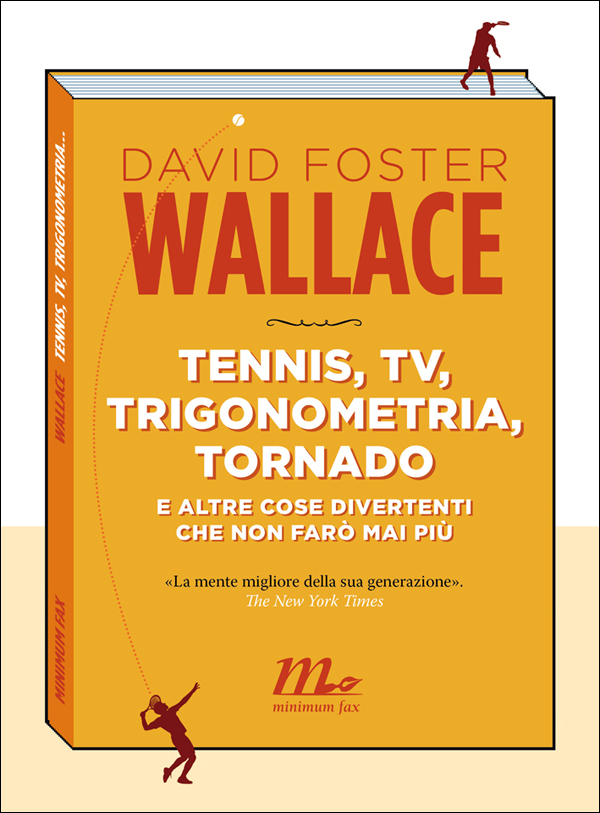 DAVID FOSTER
WALLACE
TENNIS, TV,
TRIGONOMETRIA,
TORNADO
E ALTRE COSE DIVERTENTI
CHE NON FARÒ MAI PIÙ
«La mente migliore della sua generazione».
The New York Times
m
minimum fax
MINIMUM FAX WALLACE TENNIS, TV, TRIGONOMETRIA...